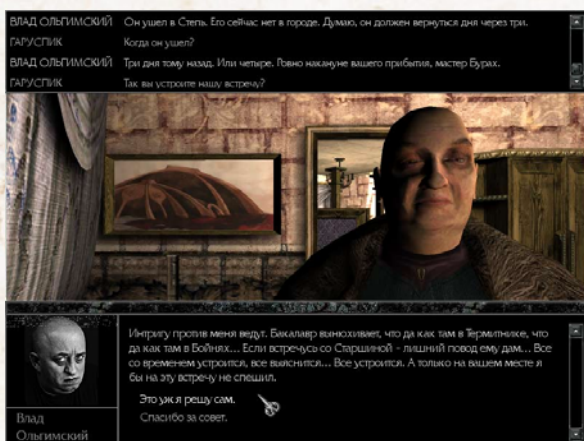 ВЛАД ОЛЬГИМСКИЙ Он ушел в Степь. Его сейчас нет в городе. Думаю, он должен вернуться дня через три.
ГАРУСПИК Когда он ушел?
ВЛАД ОЛЬГИМСКИЙ Три дня тому назад. Или четыре. Ровно накануне вашего прибытия, мастер Бурах.
ГАРУСПИК Так вы устроите нашу встречу?
Интригу против меня ведут. Бакалавр вынюхивает, что да как там в Термитнике, что
да как там в Бойнях... Если встречусь со Старшиной - лишний повод ему дам... Все
со временем устроится, все выяснится... Все устроится. А только на вашем месте я
бы на эту встречу не спешил.
Это уж я решу сам.
Спасибо за совет.
Влад
Ольгимский